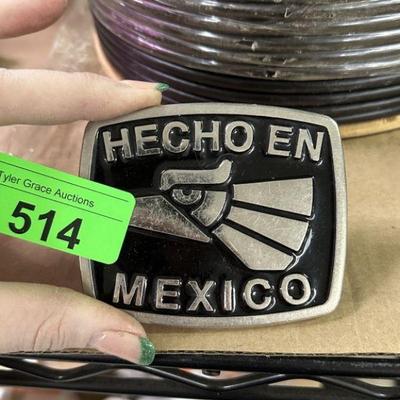 HECHO EN
MEXICO
Tyler Grace Auctions
514